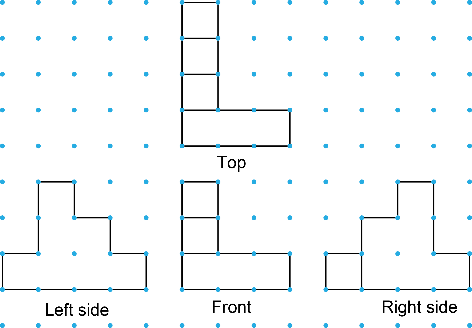 Top
Left side
Front
Right side